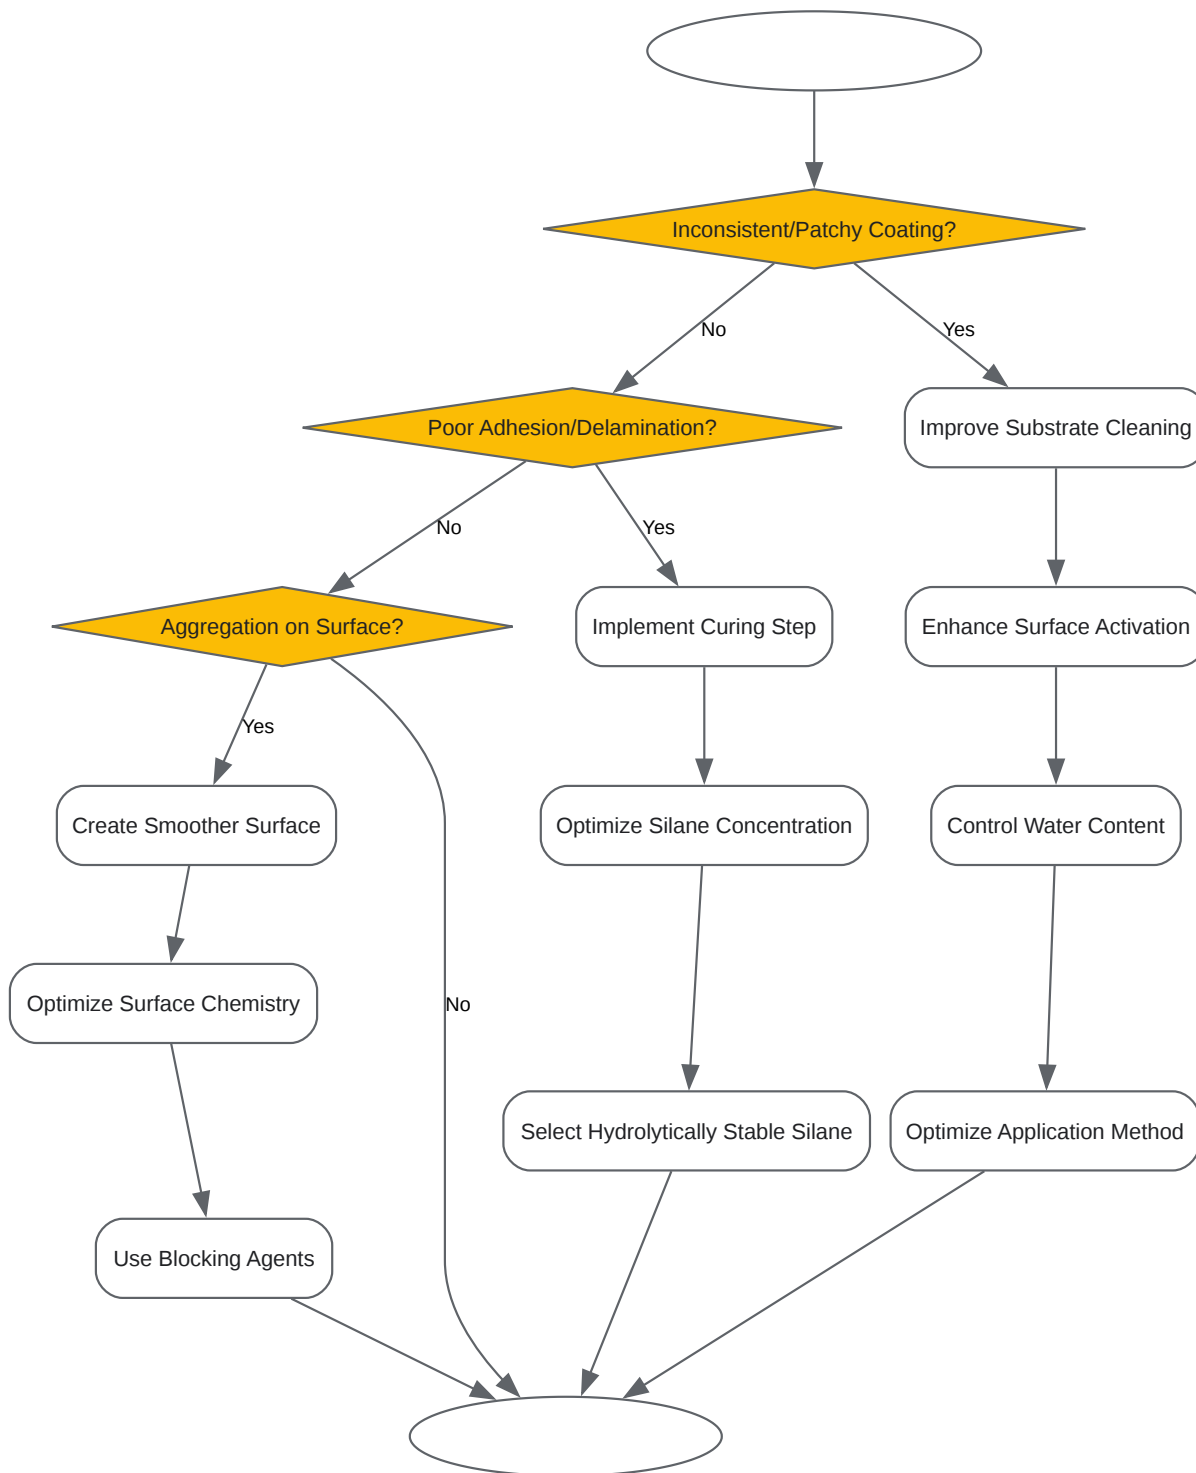 Inconsistent/Patchy Coating?
No
Yes
Poor Adhesion/Delamination?
Improve Substrate Cleaning
No
Yes
Aggregation on Surface?
Implement Curing Step
Enhance Surface Activation
Yes
Create Smoother Surface
Optimize Silane Concentration
Control Water Content
Optimize Surface Chemistry
No
Select Hydrolytically Stable Silane
Optimize Application Method
Use Blocking Agents